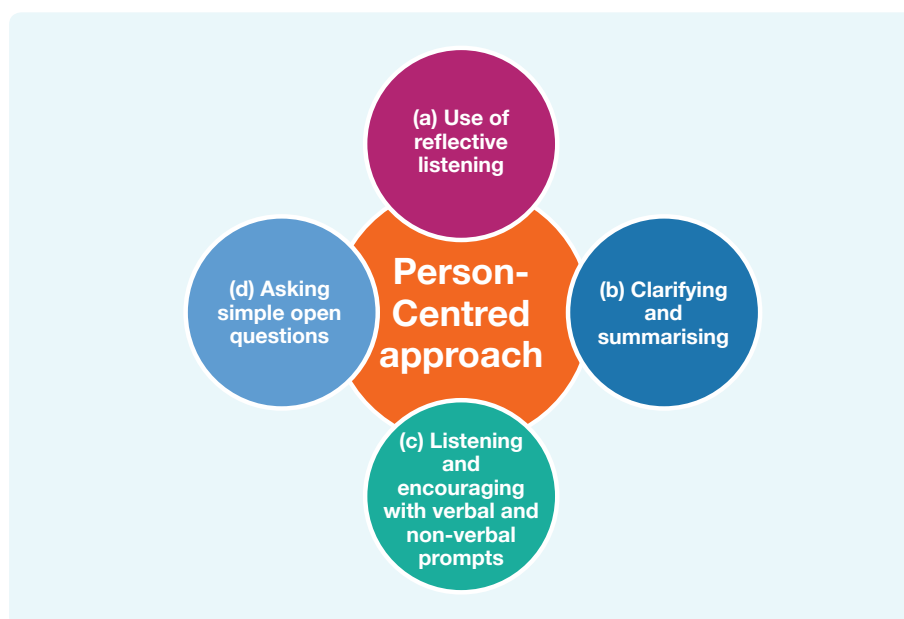 (a) Use of
reflective
listening
(d) Asking
simple open
questions
Person-
Centred
approach
(b) Clarifying
and
summarising
(c) Listening
and
encouraging
with verbal and
non-verbal
prompts